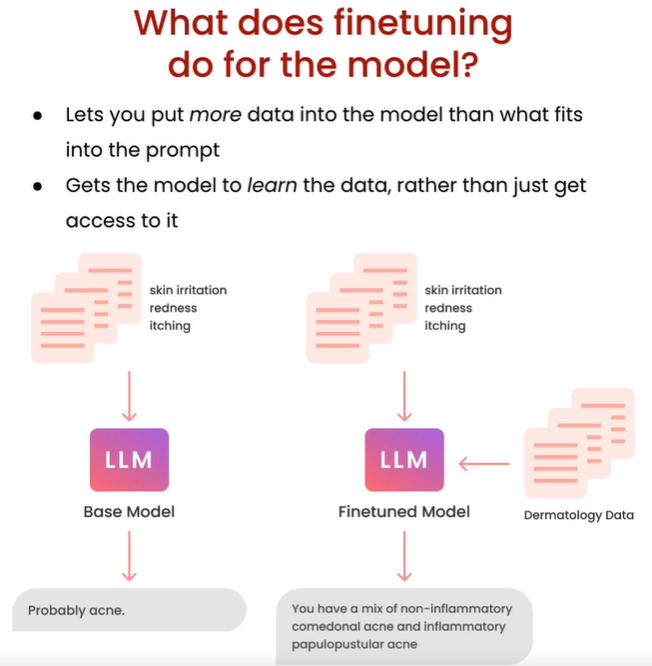 What does finetuning
do for the model?
● Lets you put more data into the model than what fits
into the prompt
● Gets the model to learn the data, rather than just get
access to it
skin irritation
redness
itching
LLM
Base Model
Probably acne.
skin irritation
redness
itching
LLM
Finetuned Model
Dermatology Data
You have a mix of non-inflammatory
comedonal acne and inflammatory
papulopustular acne